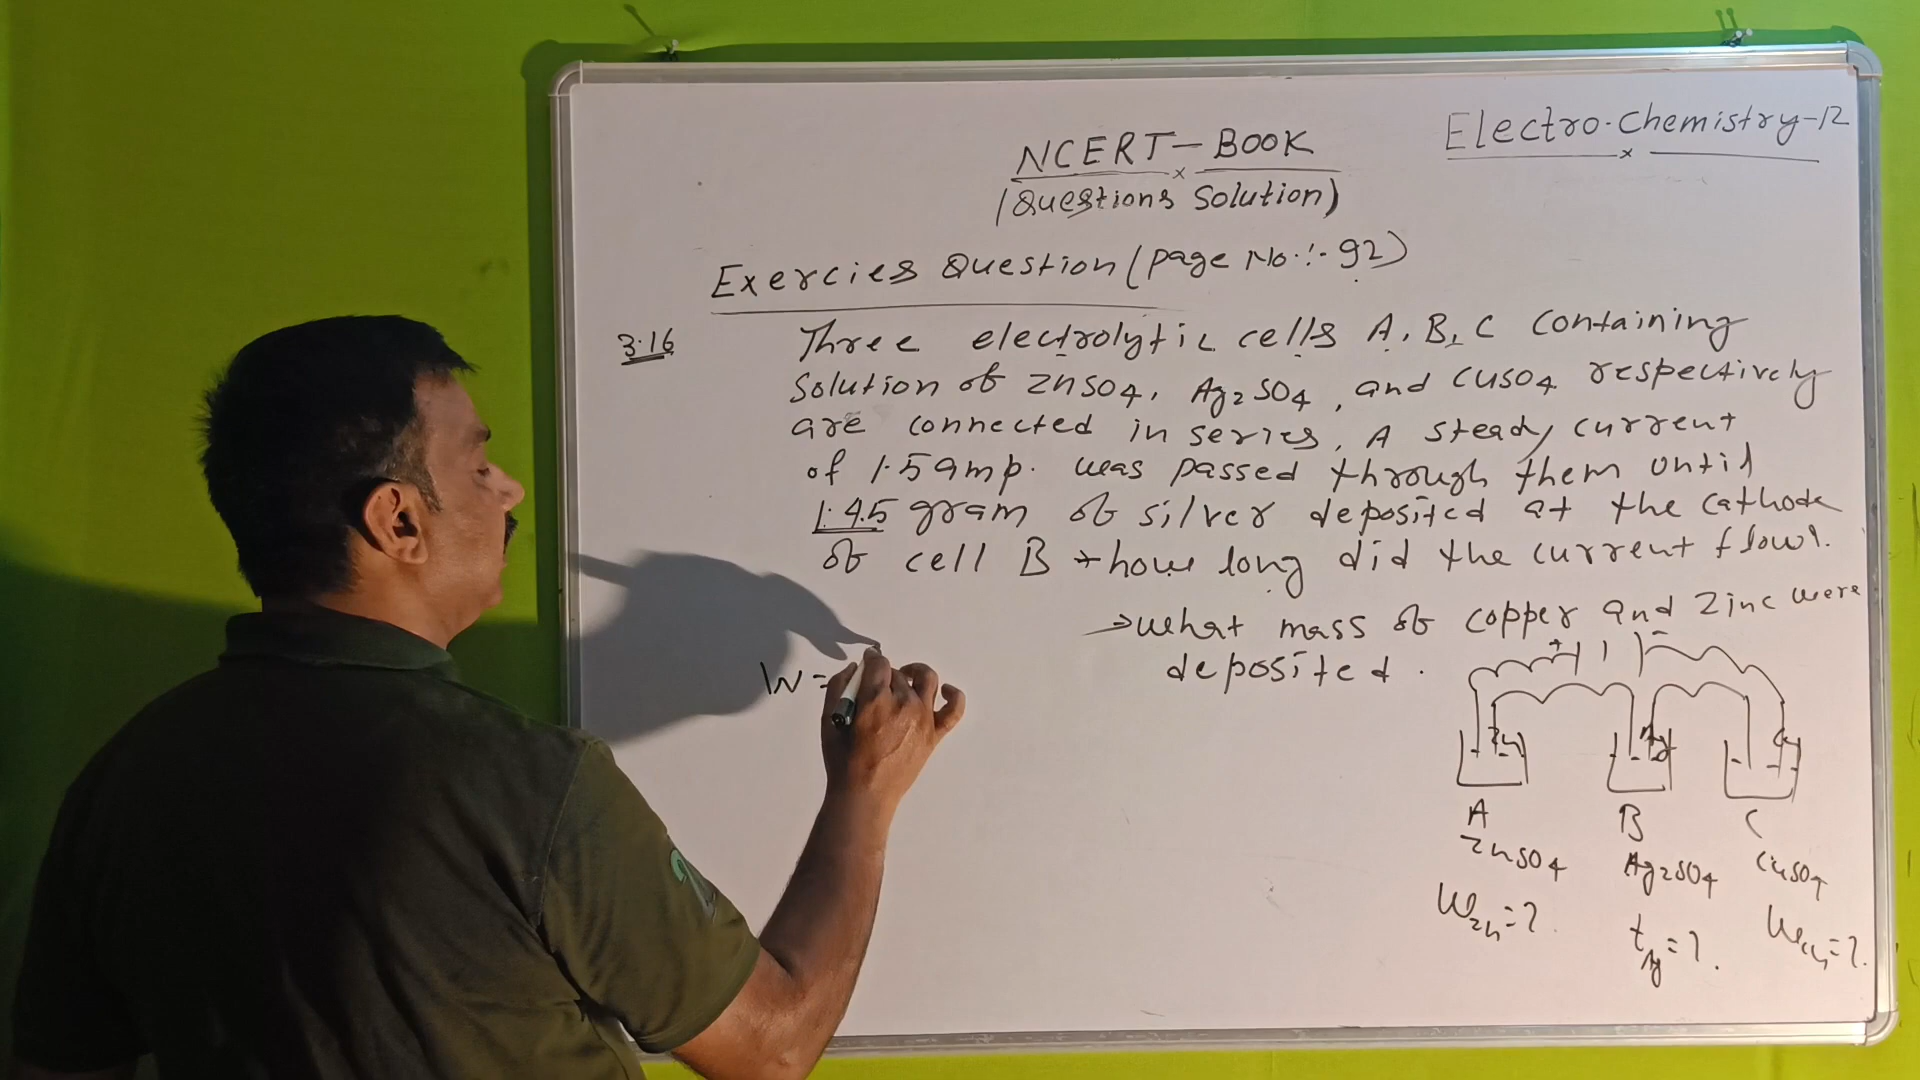 Electro-Chemistry-12
NCERT-BOOK
(Questions Solution)
Exercies Question (page No.:-92)
3.16 Three electrolytic cells A, B, C containing
Solution of ZnSO4, Ag2SO4, and CuSO4 respectively
are connected in series, A steady current
of 1.5 amp. was passed through them until
1.45 gram of silver deposited at the cathode
of cell B + how long did the current flow?.
→ what mass of copper and Zinc were
deposited.
W=
+ -
Zn Ag Cu
A B C
ZnSO4 Ag2SO4 CuSO4
WZn=? tAg=?. WCu=?.